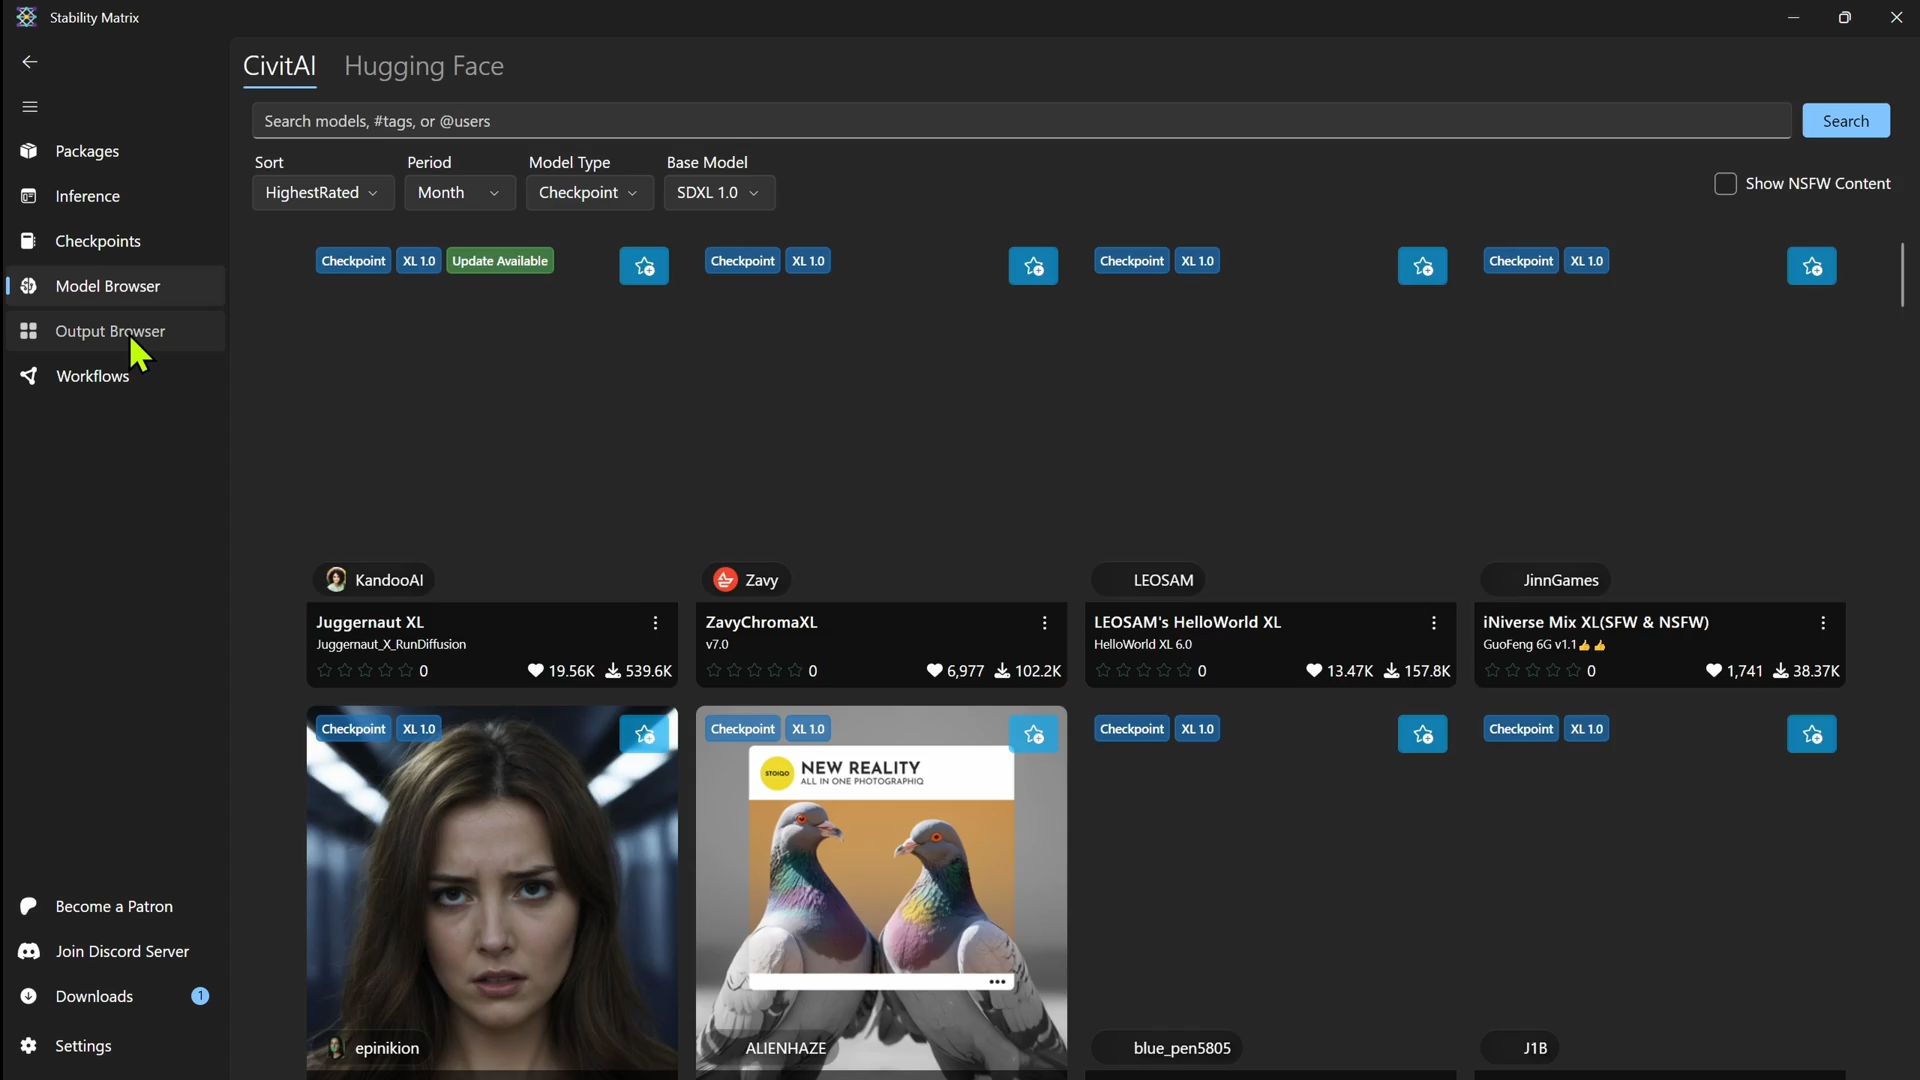 Stability Matrix
CivitAI Hugging Face
Search models, #tags, or @users
Search
Packages
Inference
Checkpoints
Model Browser
Output Browser
Workflows
Sort Period Model Type Base Model
HighestRated Month Checkpoint SDXL 1.0
Show NSFW Content
Checkpoint XL 1.0 Update Available
Checkpoint XL 1.0
Checkpoint XL 1.0
Checkpoint XL 1.0
KandooAI
Juggernaut XL
Juggernaut_X_RunDiffusion
0 19.56K 539.6K
Zavy
ZavyChromaXL
v7.0
0 6,977 102.2K
LEOSAM
LEOSAM's HelloWorld XL
HelloWorld XL 6.0
0 13.47K 157.8K
JinnGames
iNiverse Mix XL(SFW & NSFW)
GuoFeng 6G v1.1👍👍
0 1,741 38.37K
Checkpoint XL 1.0
epinikion
Checkpoint XL 1.0
STOIQO NEW REALITY
ALL IN ONE PHOTOGRAPHIQ
ALIENHAZE
Checkpoint XL 1.0
blue_pen5805
Checkpoint XL 1.0
J1B
Become a Patron
Join Discord Server
Downloads 1
Settings